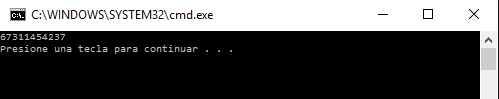 C:\WINDOWS\SYSTEM32\cmd.exe
67311454237
Presione una tecla para continuar . . .